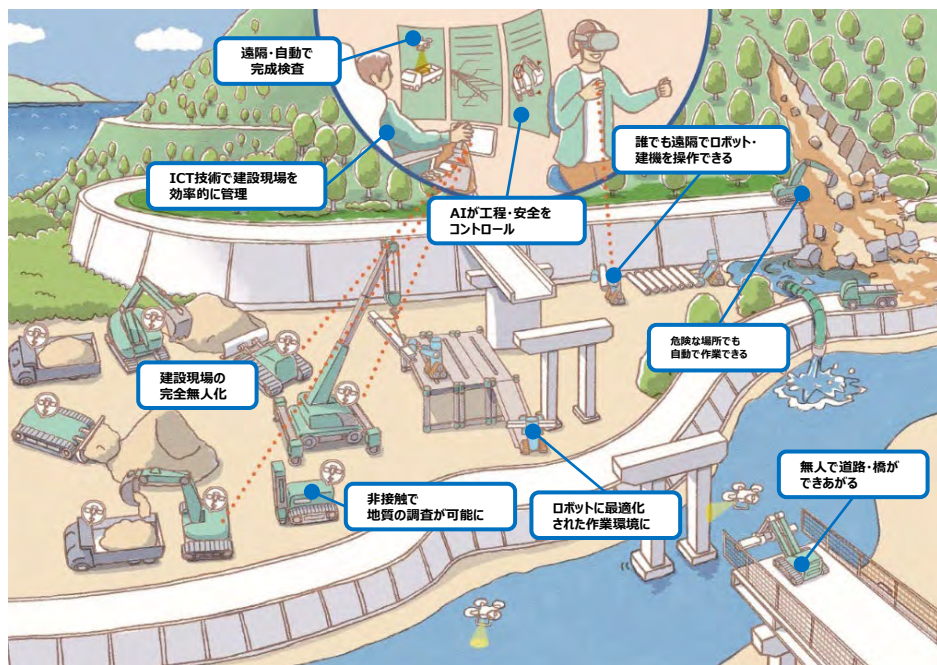 遠隔・自動で
完成検査
ICT技術で建設現場を
効率的に管理
AIが工程・安全を
コントロール
誰でも遠隔でロボット・
建機を操作できる
危険な場所でも
自動で作業できる
建設現場の
完全無人化
非接触で
地質の調査が可能に
ロボットに最適化
された作業環境に
無人で道路・橋が
できあがる